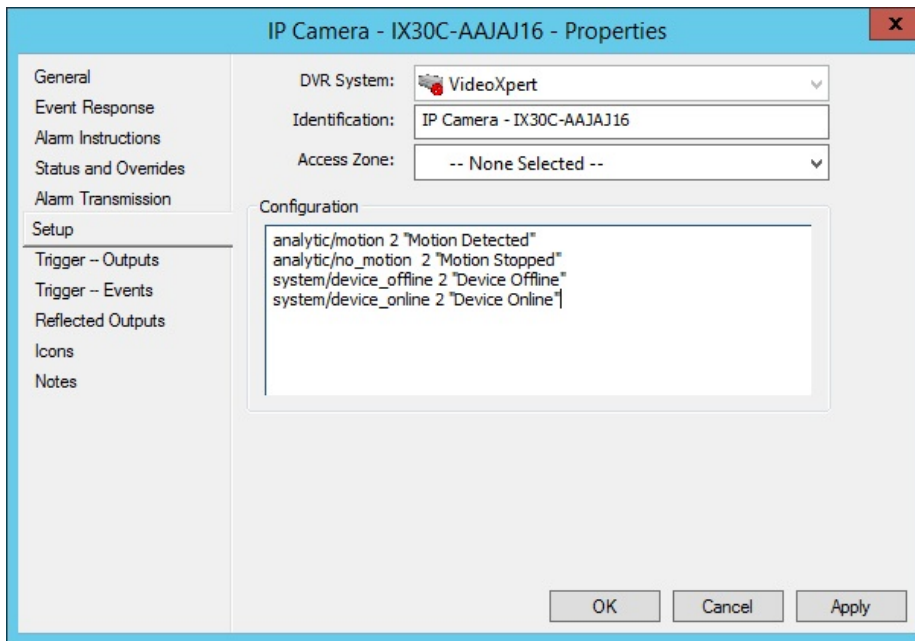 IP Camera - IX30C-AAJAJ16 - Properties
x
General
Event Response
Alarm Instructions
Status and Overrides
Alarm Transmission
Setup
Trigger -- Outputs
Trigger -- Events
Reflected Outputs
Icons
Notes
DVR System: VideoXpert
Identification: IP Camera - IX30C-AAJAJ16
Access Zone: -- None Selected --
Configuration
analytic/motion 2 "Motion Detected"
analytic/no_motion  2 "Motion Stopped"
system/device_offline 2 "Device Offline"
system/device_online 2 "Device Online"
OK Cancel Apply